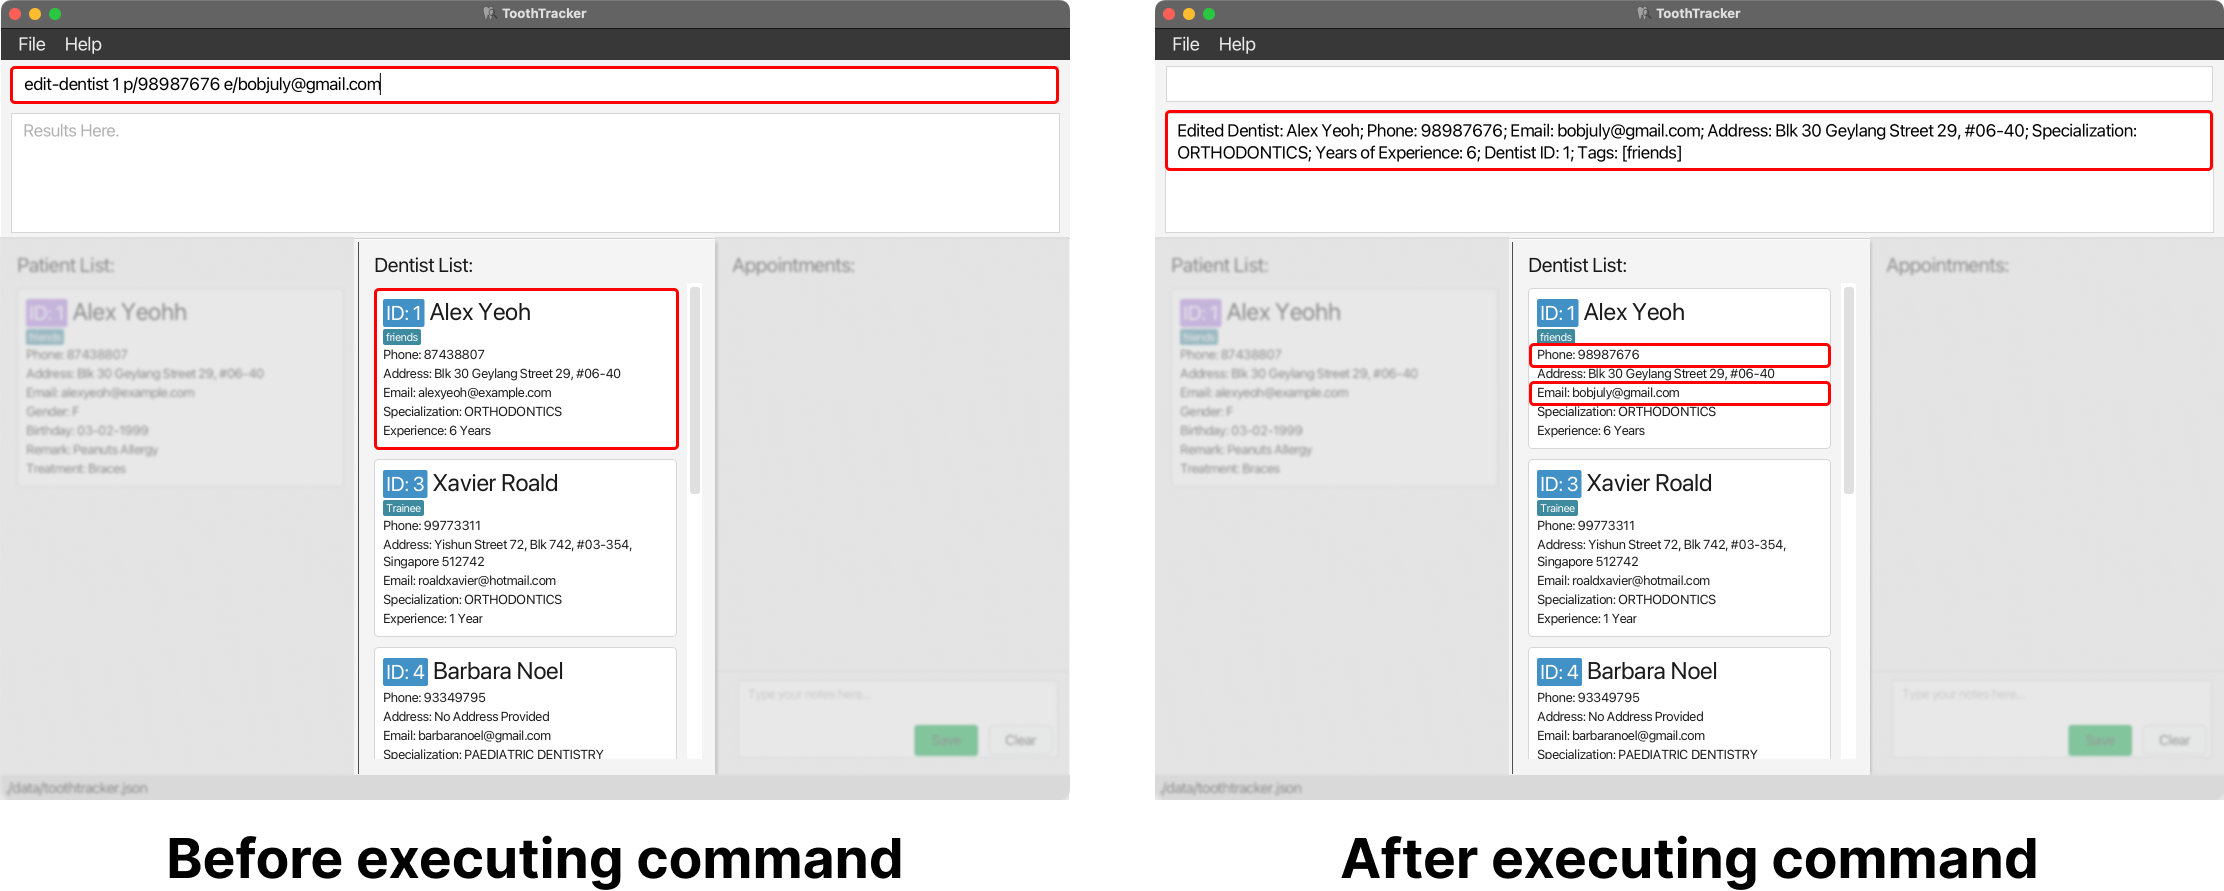 ToothTracker
File Help
edit-dentist 1 p/98987676 e/bobjuly@gmail.com
Results Here.
Patient List:
ID: 1 Alex Yeohh
friends
Phone: 87438807
Address: Blk 30 Geylang Street 29, #06-40
Email: alexyeoh@example.com
Gender: F
Birthday: 03-02-1999
Remark: Peanuts Allergy
Treatment: Braces
Dentist List:
ID: 1 Alex Yeoh
friends
Phone: 87438807
Address: Blk 30 Geylang Street 29, #06-40
Email: alexyeoh@example.com
Specialization: ORTHODONTICS
Experience: 6 Years
ID: 3 Xavier Roald
Trainee
Phone: 99773311
Address: Yishun Street 72, Blk 742, #03-354,
Singapore 512742
Email: roaldxavier@hotmail.com
Specialization: ORTHODONTICS
Experience: 1 Year
ID: 4 Barbara Noel
Phone: 93349795
Address: No Address Provided
Email: barbaranoel@gmail.com
Specialization: PAEDIATRIC DENTISTRY
Appointments:
Type your notes here...
Save Clear
./data/toothtracker.json
Before executing command
ToothTracker
File Help
Edited Dentist: Alex Yeoh; Phone: 98987676; Email: bobjuly@gmail.com; Address: Blk 30 Geylang Street 29, #06-40; Specialization:
ORTHODONTICS; Years of Experience: 6; Dentist ID: 1; Tags: [friends]
Patient List:
ID: 1 Alex Yeohh
friends
Phone: 87438807
Address: Blk 30 Geylang Street 29, #06-40
Email: alexyeoh@example.com
Gender: F
Birthday: 03-02-1999
Remark: Peanuts Allergy
Treatment: Braces
Dentist List:
ID: 1 Alex Yeoh
friends
Phone: 98987676
Address: Blk 30 Geylang Street 29, #06-40
Email: bobjuly@gmail.com
Specialization: ORTHODONTICS
Experience: 6 Years
ID: 3 Xavier Roald
Trainee
Phone: 99773311
Address: Yishun Street 72, Blk 742, #03-354,
Singapore 512742
Email: roaldxavier@hotmail.com
Specialization: ORTHODONTICS
Experience: 1 Year
ID: 4 Barbara Noel
Phone: 93349795
Address: No Address Provided
Email: barbaranoel@gmail.com
Specialization: PAEDIATRIC DENTISTRY
Appointments:
Type your notes here...
Save Clear
./data/toothtracker.json
After executing command